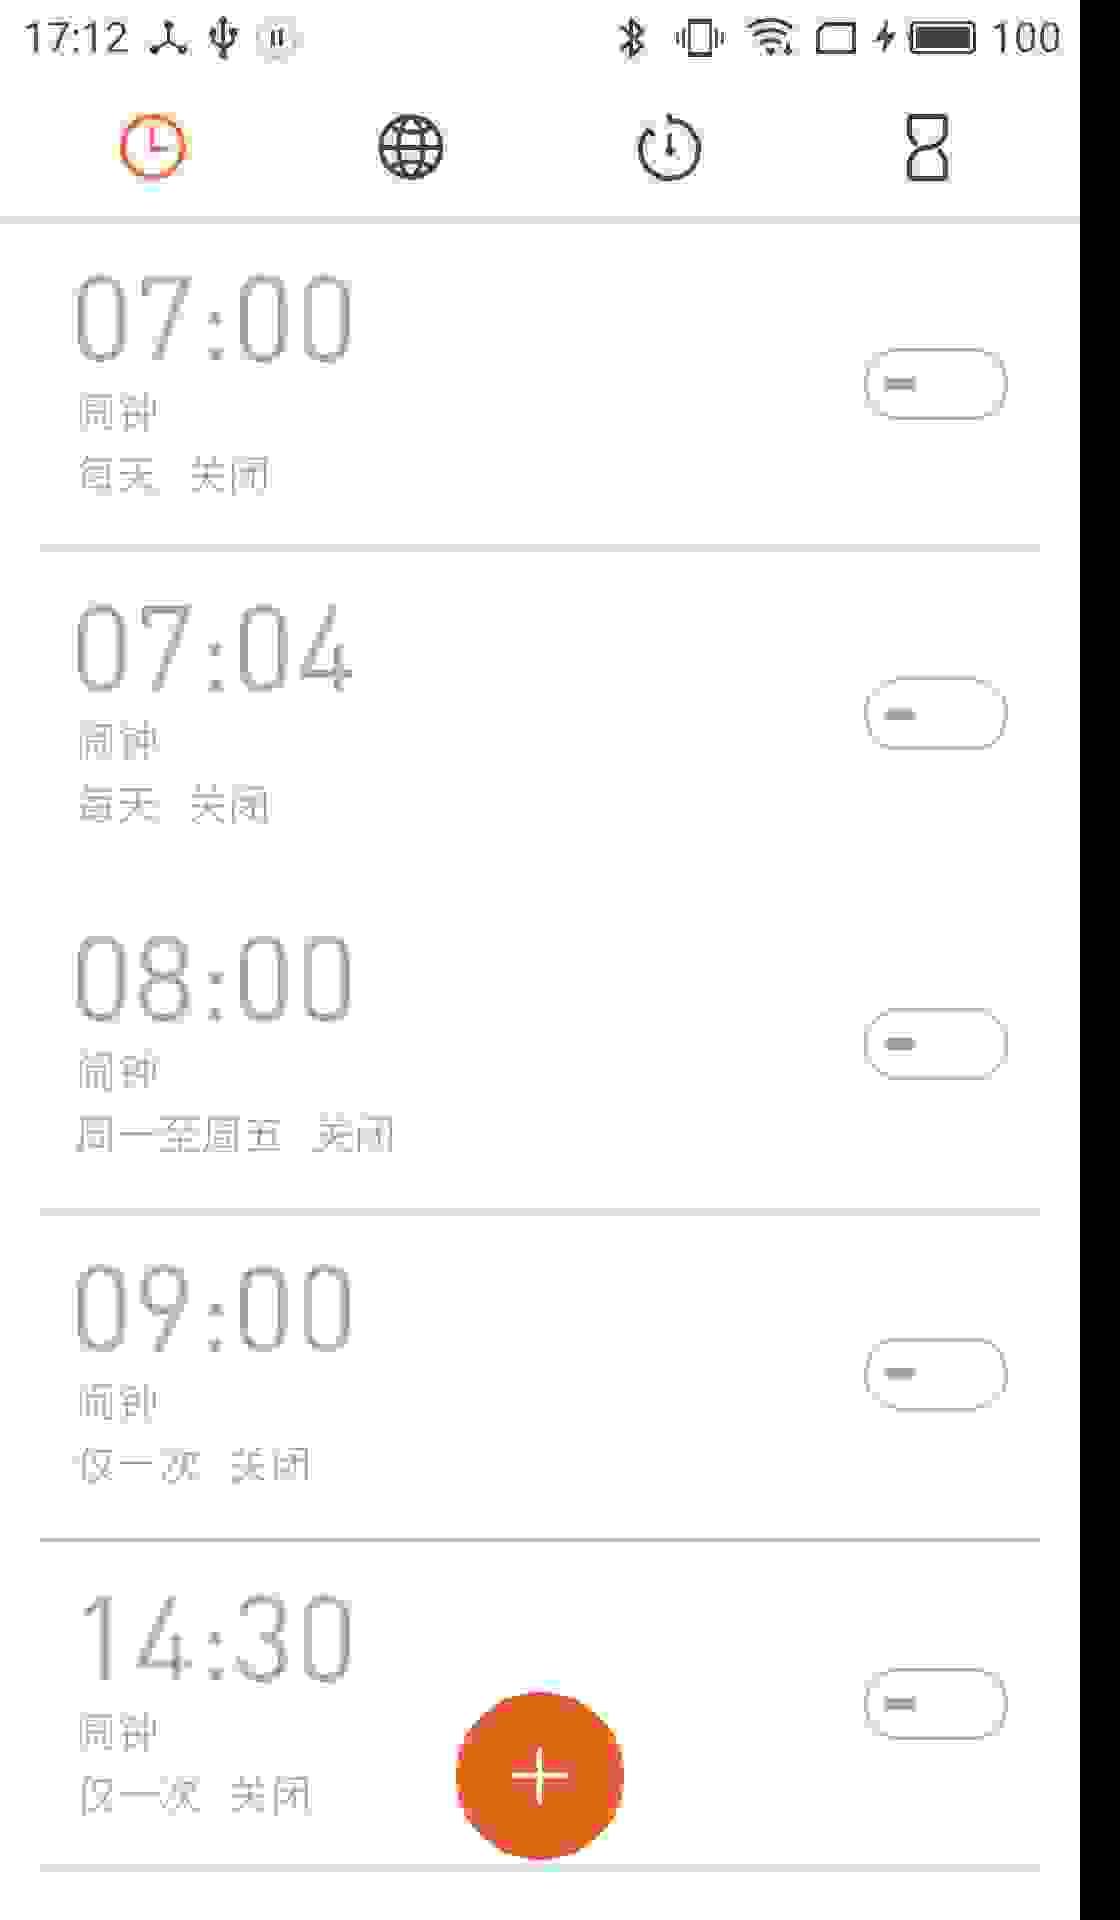 17:12 100
07:00
闹钟
每天 关闭
07:04
闹钟
每天 关闭
08:00
闹钟
周一至周五 关闭
09:00
闹钟
仅一次 关闭
14:30
闹钟
仅一次 关闭